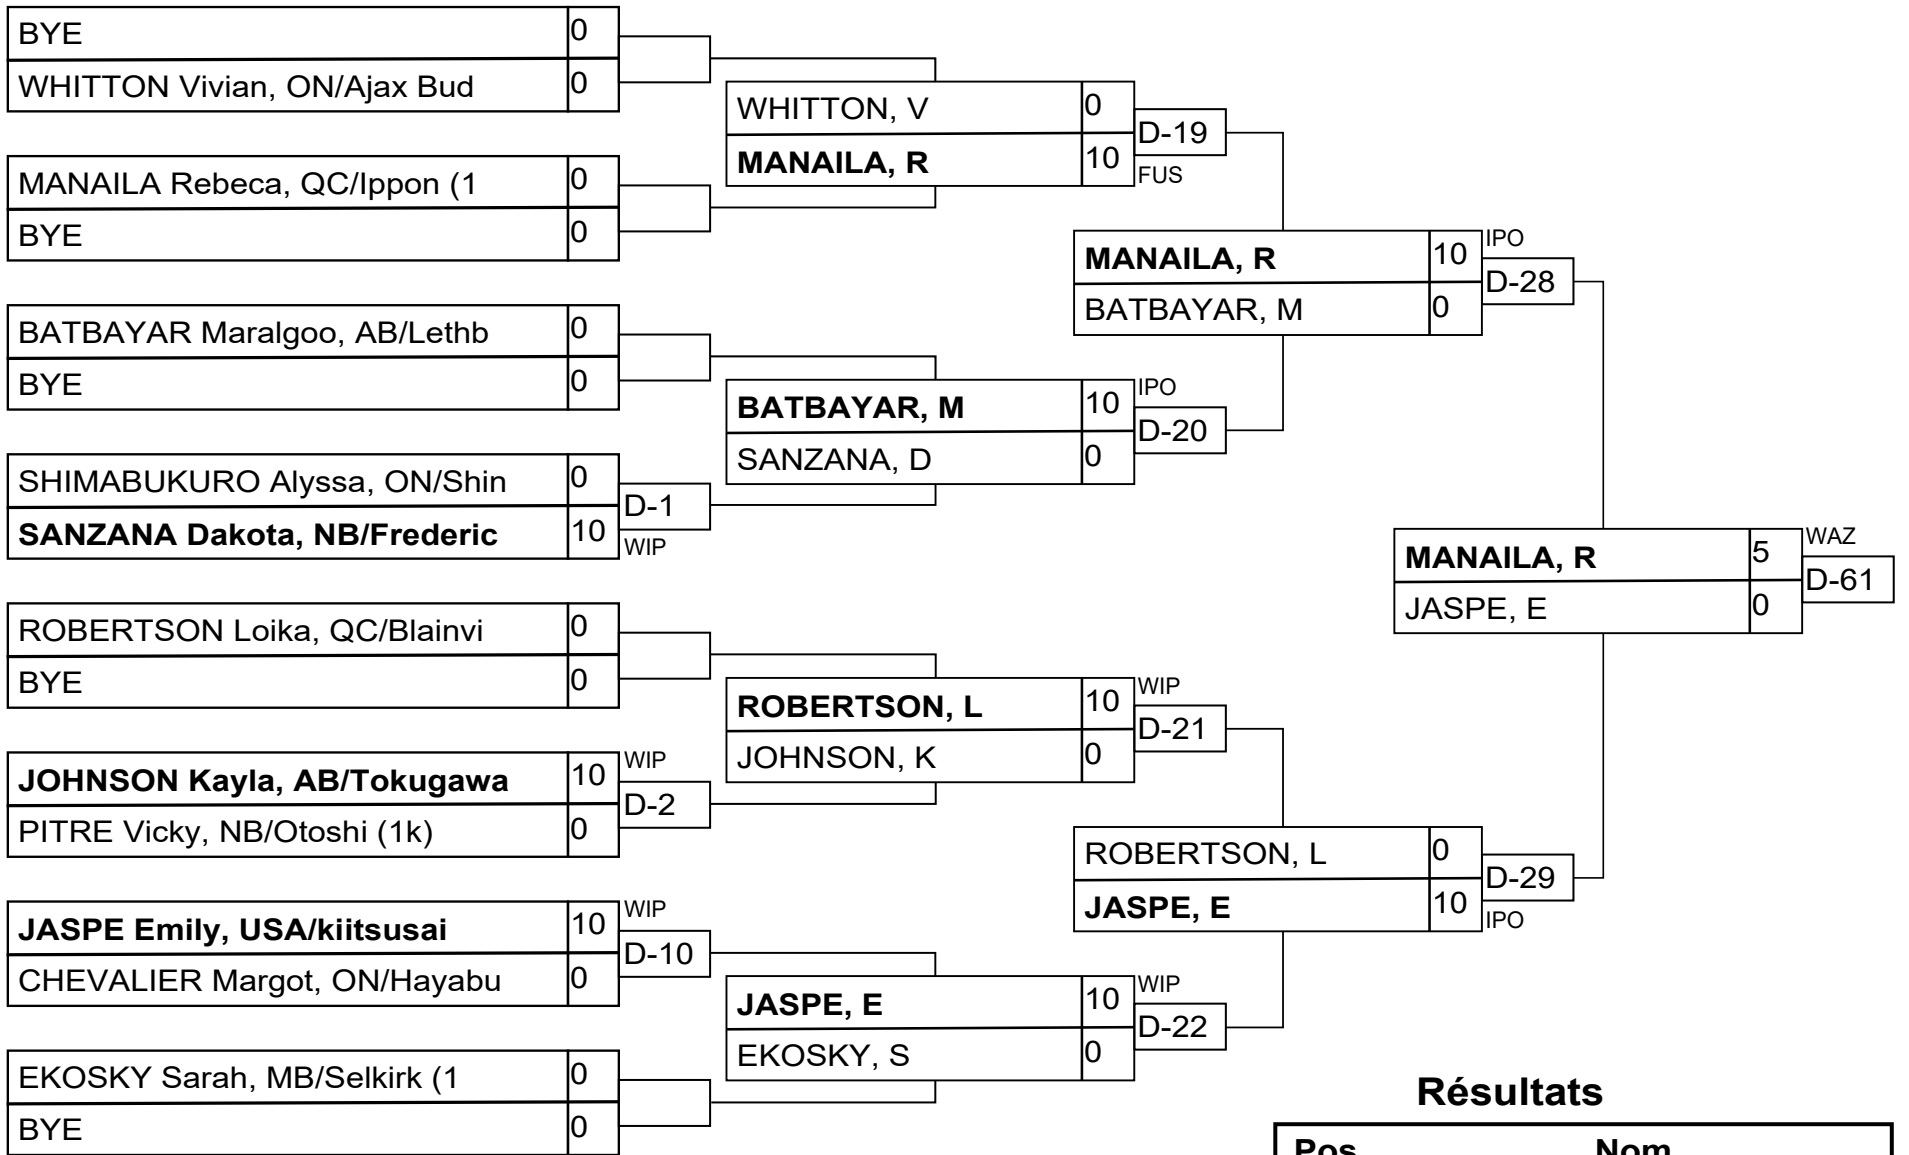 BYE 0
WHITTON Vivian, ON/Ajax Bud 0
MANAILA Rebeca, QC/Ippon (1 0
BYE 0
BATBAYAR Maralgoo, AB/Lethb 0
BYE 0
SHIMABUKURO Alyssa, ON/Shin 0
D-1
SANZANA Dakota, NB/Frederic 10
WIP
ROBERTSON Loika, QC/Blainvi 0
BYE 0
JOHNSON Kayla, AB/Tokugawa 10
WIP
D-2
PITRE Vicky, NB/Otoshi (1k) 0
JASPE Emily, USA/kiitsusai 10
WIP
D-10
CHEVALIER Margot, ON/Hayabu 0
EKOSKY Sarah, MB/Selkirk (1 0
BYE 0
WHITTON, V 0
D-19
MANAILA, R 10
FUS
BATBAYAR, M 10
IPO
D-20
SANZANA, D 0
ROBERTSON, L 10
WIP
D-21
JOHNSON, K 0
JASPE, E 10
WIP
D-22
EKOSKY, S 0
MANAILA, R 10
IPO
D-28
BATBAYAR, M 0
ROBERTSON, L 0
D-29
JASPE, E 10
IPO
MANAILA, R 5
WAZ
D-61
JASPE, E 0
Résultats
Pos Nom